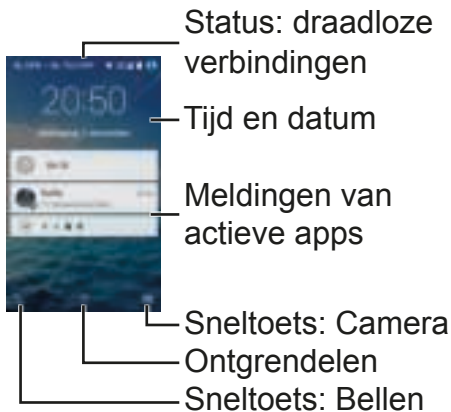 Status: draadloze
verbindingen
20:50
Tijd en datum
Meldingen van
actieve apps
Sneltoets: Camera
Ontgrendelen
Sneltoets: Bellen